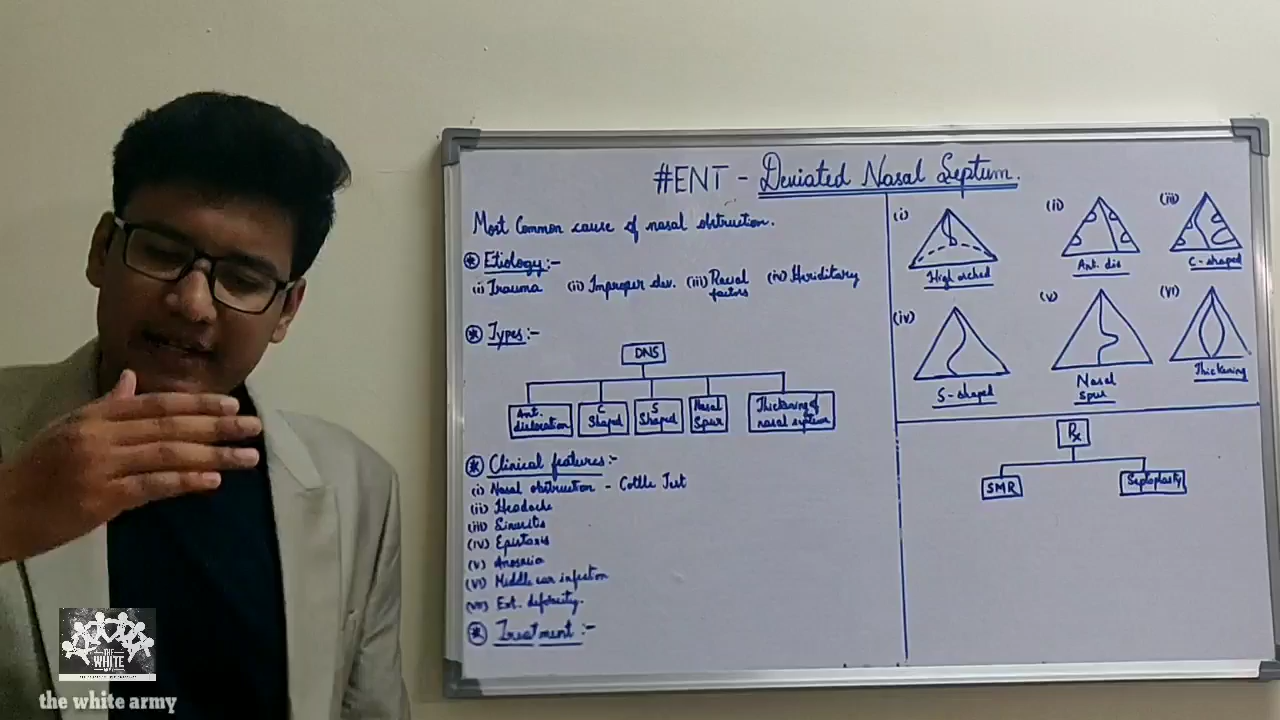 #ENT - Deviated Nasal Septum.
Most Common cause of nasal obstruction.
* Etiology:-
(i) Trauma (ii) Improper dev. (iii) Racial factors (iv) Heriditary
* Types:-
DNS
Ant. dislocation
C Shaped
S Shaped
Nasal Spur
Thickening of nasal septum
* Clinical features:-
(i) Nasal obstruction - Cottle Test
(ii) Headache
(iii) Sinusitis
(iv) Epistaxis
(v) Anosmia
(vi) Middle ear infection
(vii) Ext. deformity.
* Treatment:-
(i)
High arched
(ii)
Ant. dis
(iii)
C-shaped
(iv)
S-shaped
(v)
Nasal Spur
(vi)
Thickening
Rx
SMR
Septoplasty
THE WHITE
the white army